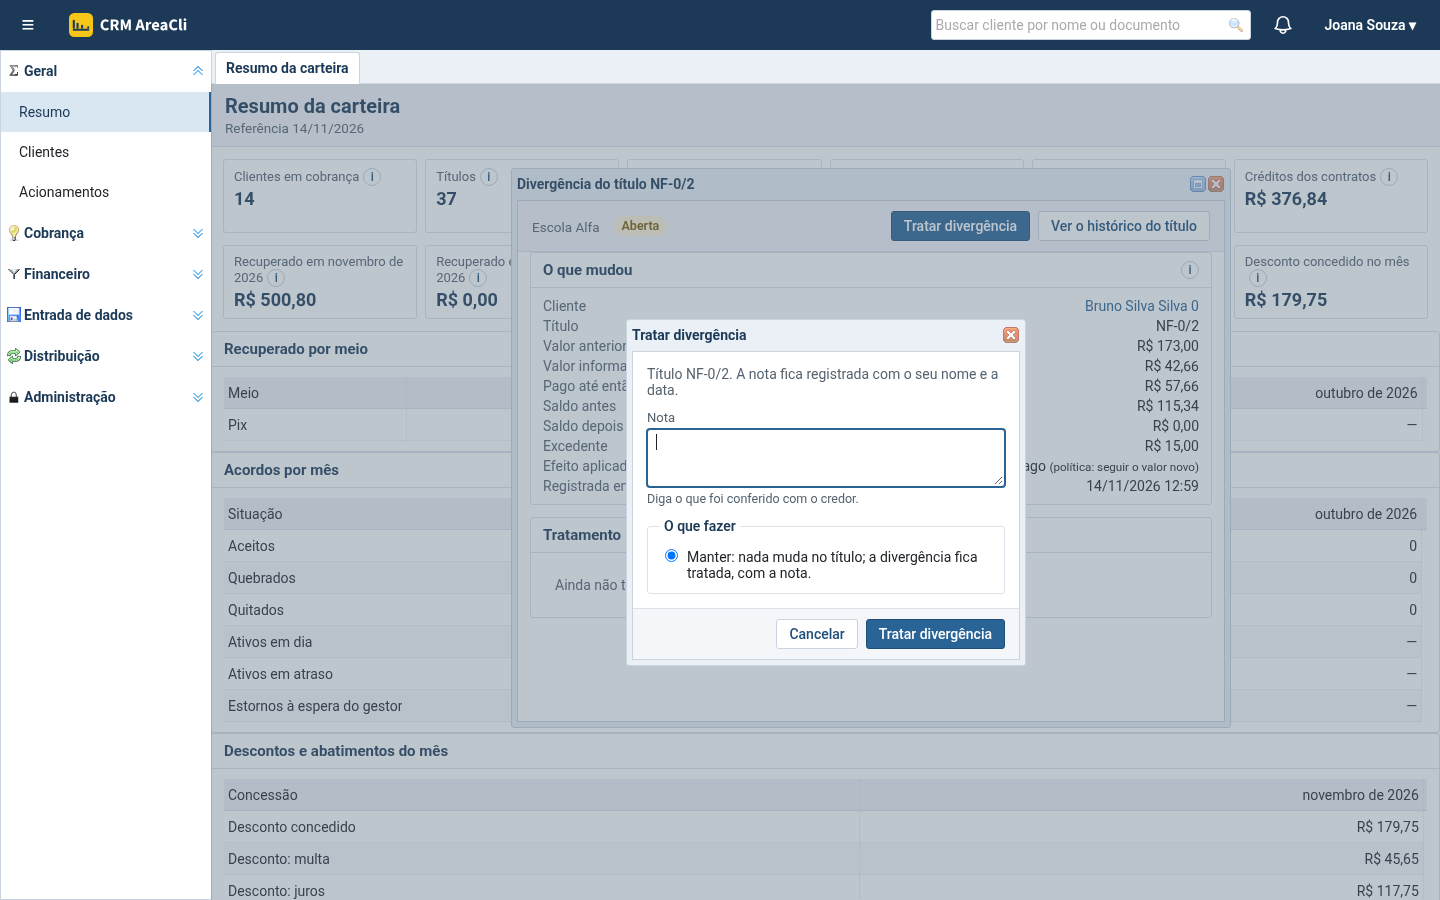 CRM AreaCli
Buscar cliente por nome ou documento
Joana Souza ▾
Geral
Resumo
Clientes
Acionamentos
Cobrança
Financeiro
Entrada de dados
Distribuição
Administração
Resumo da carteira
Resumo da carteira
Referência 14/11/2026
Clientes em cobrança i
14
Títulos i
37
Créditos dos contratos i
R$ 376,84
Recuperado em novembro de
2026 i
R$ 500,80
Recuperado e
2026 i
R$ 0,00
Desconto concedido no mês
i
R$ 179,75
Recuperado por meio
Meio
outubro de 2026
Pix
—
Acordos por mês
Situação
outubro de 2026
Aceitos
0
Quebrados
0
Quitados
0
Ativos em dia
—
Ativos em atraso
—
Estornos à espera do gestor
—
Descontos e abatimentos do mês
Concessão
novembro de 2026
Desconto concedido
R$ 179,75
Desconto: multa
R$ 45,65
Desconto: juros
R$ 117,75
Divergência do título NF-0/2
Escola Alfa
Aberta
Tratar divergência
Ver o histórico do título
O que mudou
i
Cliente
Bruno Silva Silva 0
Título
NF-0/2
Valor anterior
R$ 173,00
Valor informa
R$ 42,66
Pago até entã
R$ 57,66
Saldo antes
R$ 115,34
Saldo depois
R$ 0,00
Excedente
R$ 15,00
Efeito aplicad
ago (política: seguir o valor novo)
Registrada en
14/11/2026 12:59
Tratamento
Ainda não t
Tratar divergência
Título NF-0/2. A nota fica registrada com o seu nome e a
data.
Nota
Diga o que foi conferido com o credor.
O que fazer
Manter: nada muda no título; a divergência fica
tratada, com a nota.
Cancelar
Tratar divergência